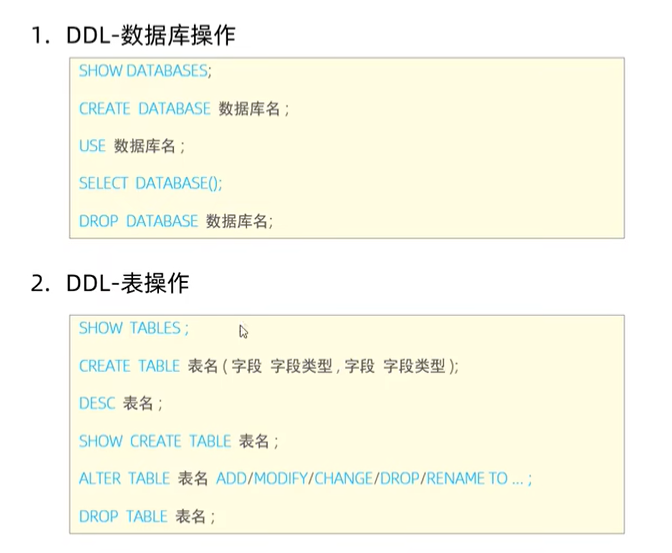 1. DDL-数据库操作
SHOW DATABASES;
CREATE DATABASE 数据库名 ;
USE 数据库名 ;
SELECT DATABASE();
DROP DATABASE 数据库名;
2. DDL-表操作
SHOW TABLES ;
CREATE TABLE 表名 ( 字段 字段类型 , 字段 字段类型 );
DESC 表名 ;
SHOW CREATE TABLE 表名 ;
ALTER TABLE 表名 ADD/MODIFY/CHANGE/DROP/RENAME TO ... ;
DROP TABLE 表名 ;